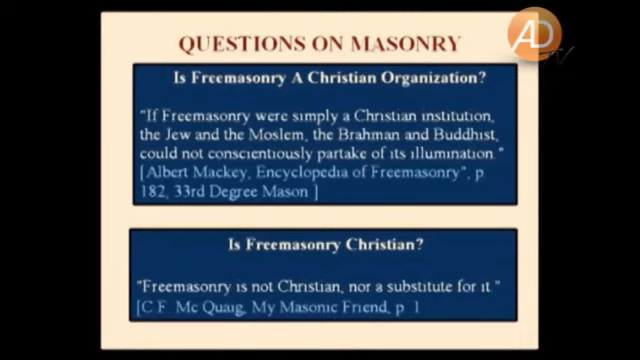 AD
TV
QUESTIONS ON MASONRY
Is Freemasonry A Christian Organization?
"If Freemasonry were simply a Christian institution,
the Jew and the Moslem, the Brahman and Buddhist,
could not conscientiously partake of its illumination."
[Albert Mackey, Encyclopedia of Freemasonry", p
182, 33rd Degree Mason ]
Is Freemasonry Christian?
"Freemasonry is not Christian, nor a substitute for it."
[C F Mc Quaig, My Masonic Friend, p 1